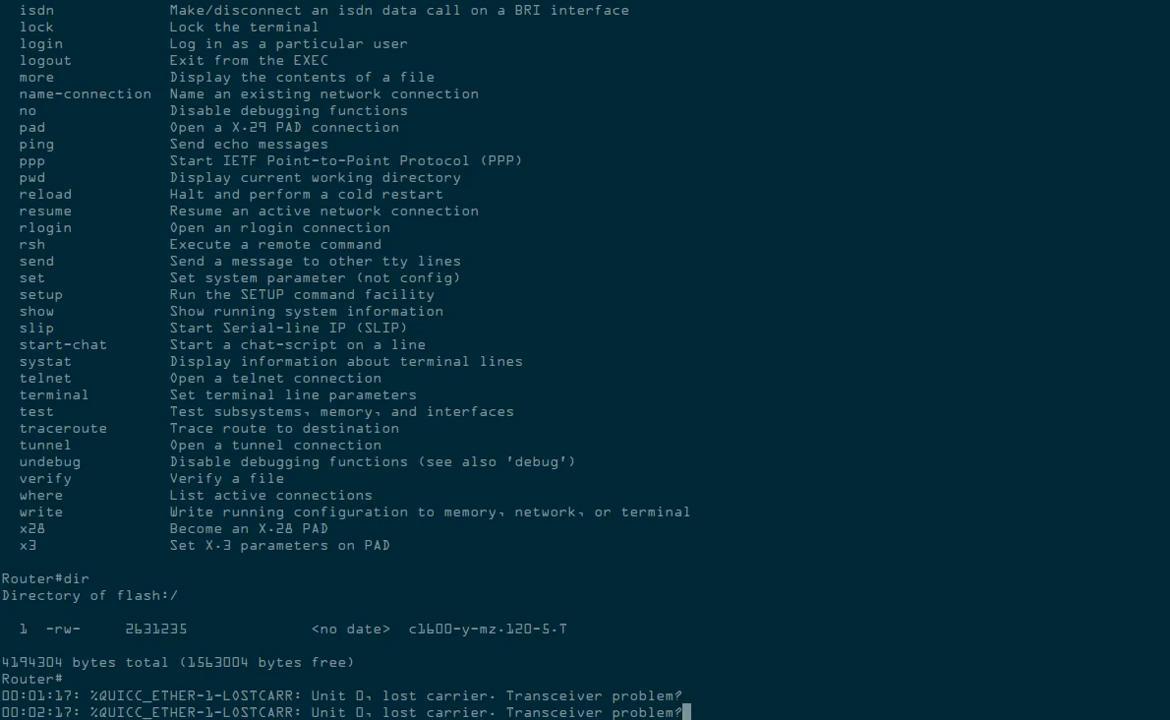 isdn Make/disconnect an isdn data call on a BRI interface
lock Lock the terminal
login Log in as a particular user
logout Exit from the EXEC
more Display the contents of a file
name-connection Name an existing network connection
no Disable debugging functions
pad Open a X.29 PAD connection
ping Send echo messages
ppp Start IETF Point-to-Point Protocol (PPP)
pwd Display current working directory
reload Halt and perform a cold restart
resume Resume an active network connection
rlogin Open an rlogin connection
rsh Execute a remote command
send Send a message to other tty lines
set Set system parameter (not config)
setup Run the SETUP command facility
show Show running system information
slip Start Serial-line IP (SLIP)
start-chat Start a chat-script on a line
systat Display information about terminal lines
telnet Open a telnet connection
terminal Set terminal line parameters
test Test subsystems, memory, and interfaces
traceroute Trace route to destination
tunnel Open a tunnel connection
undebug Disable debugging functions (see also 'debug')
verify Verify a file
where List active connections
write Write running configuration to memory, network, or terminal
x28 Become an X.28 PAD
x3 Set X.3 parameters on PAD
Router#dir
Directory of flash:/
1 -rw- 2631235 <no date> c1600-y-mz.120-5.T
4194304 bytes total (1563004 bytes free)
Router#
00:01:17: %QUICC_ETHER-1-LOSTCARR: Unit 0, lost carrier. Transceiver problem?
00:02:17: %QUICC_ETHER-1-LOSTCARR: Unit 0, lost carrier. Transceiver problem?